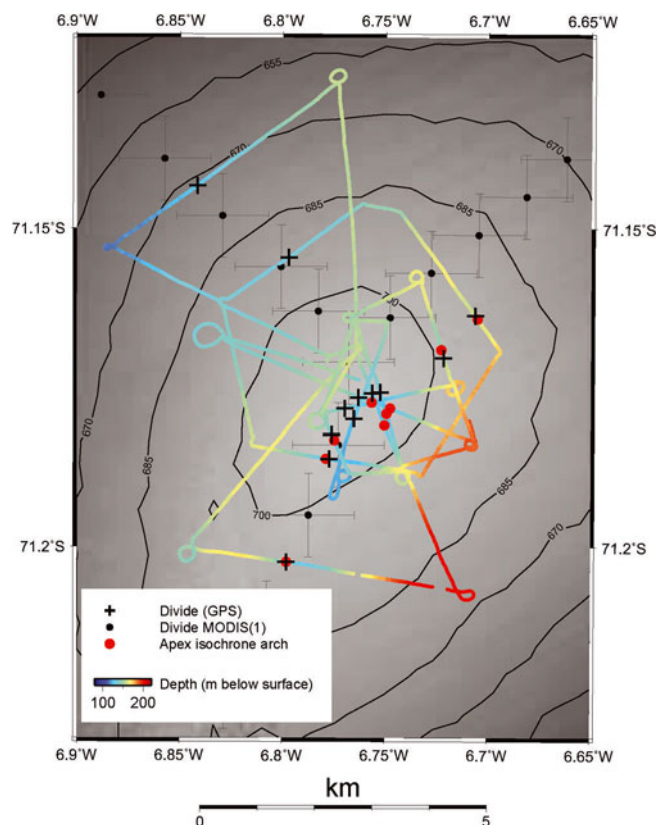 6.9˚W 6.85˚W 6.8˚W 6.75˚W 6.7˚W 6.65˚W
655
670
670
685
685
71.15˚S 71.15˚S
700
670
685
685
700
71.2˚S 71.2˚S
670
Divide (GPS)
Divide MODIS(1)
Apex isochrone arch
Depth (m below surface)
100 200
6.9˚W 6.85˚W 6.8˚W 6.75˚W 6.7˚W 6.65˚W
km
0 5